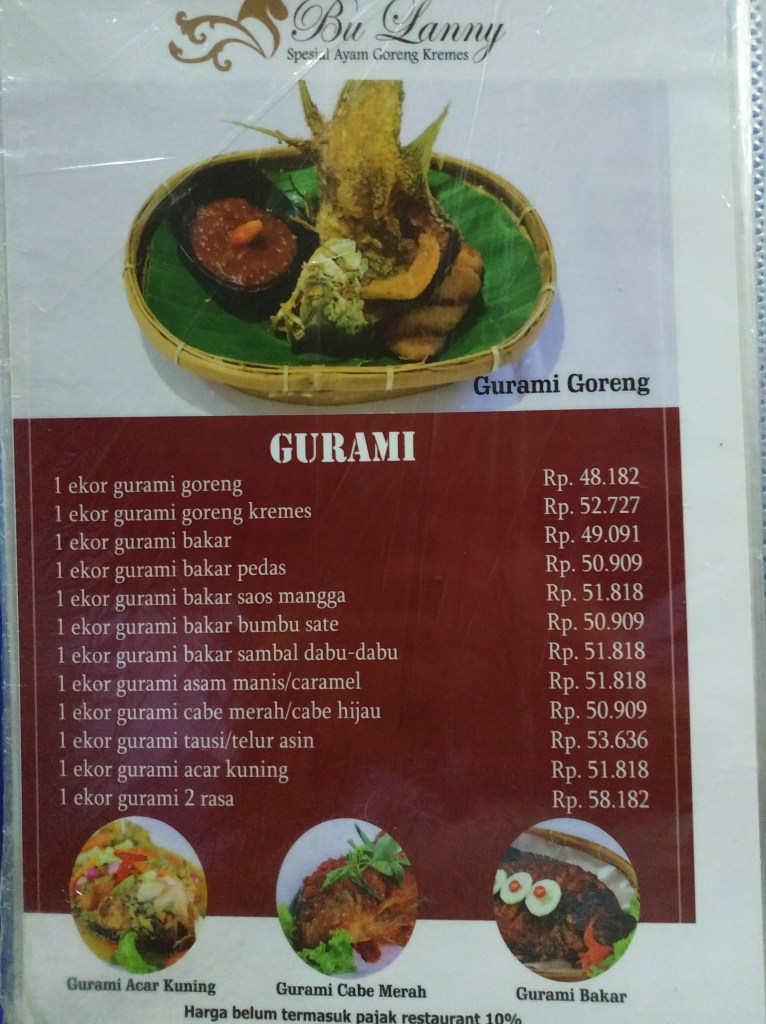 Bu Lanny
Spesial Ayam Goreng Kremes
Gurami Goreng
GURAMI
1 ekor gurami goreng Rp. 48.182
1 ekor gurami goreng kremes Rp. 52.727
1 ekor gurami bakar Rp. 49.091
1 ekor gurami bakar pedas Rp. 50.909
1 ekor gurami bakar saos mangga Rp. 51.818
1 ekor gurami bakar bumbu sate Rp. 50.909
1 ekor gurami bakar sambal dabu-dabu Rp. 51.818
1 ekor gurami asam manis/caramel Rp. 51.818
1 ekor gurami cabe merah/cabe hijau Rp. 50.909
1 ekor gurami tausi/telur asin Rp. 53.636
1 ekor gurami acar kuning Rp. 51.818
1 ekor gurami 2 rasa Rp. 58.182
Gurami Acar Kuning
Gurami Cabe Merah
Gurami Bakar
Harga belum termasuk pajak restaurant 10%